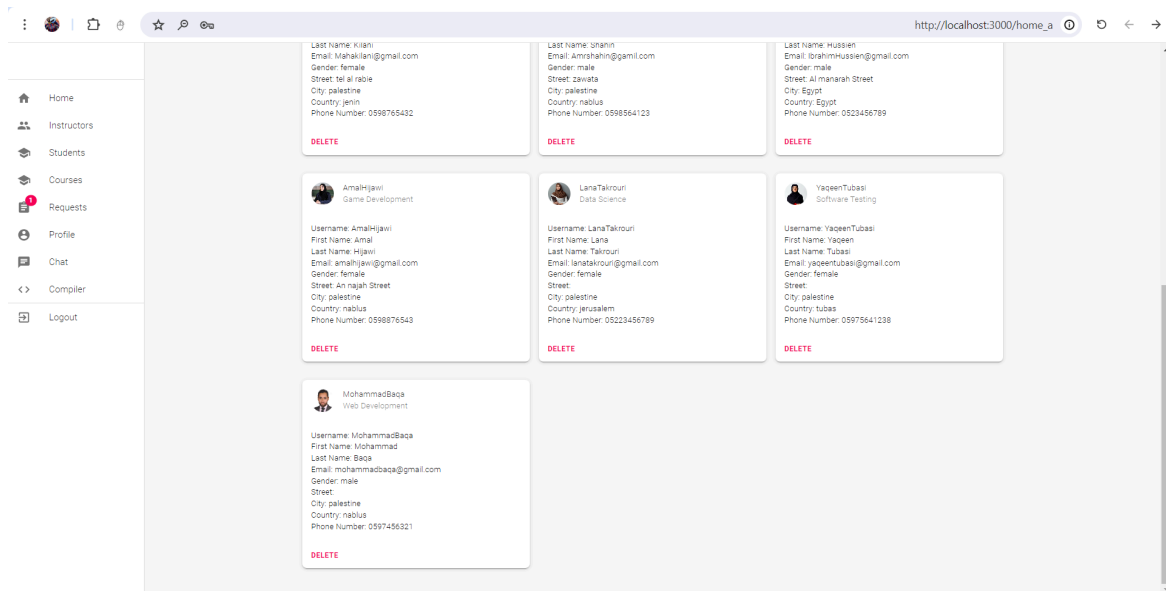 http://localhost:3000/home_a
Home
Instructors
Students
Courses
1
Requests
Profile
Chat
Compiler
Logout
Last Name: Kilani
Email: Mahakilani@gmail.com
Gender: female
Street: tel al rabie
City: palestine
Country: jenin
Phone Number: 0598765432
DELETE
Last Name: Shahin
Email: Amrshahin@gamil.com
Gender: male
Street: zawata
City: palestine
Country: nablus
Phone Number: 0598564123
DELETE
Last Name: Hussien
Email: IbrahimHussien@gmail.com
Gender: male
Street: Al manarah Street
City: Egypt
Country: Egypt
Phone Number: 0523456789
DELETE
AmalHijawi
Game Development
Username: AmalHijawi
First Name: Amal
Last Name: Hijawi
Email: amalhijawi@gmail.com
Gender: female
Street: An najah Street
City: palestine
Country: nablus
Phone Number: 0598876543
DELETE
LanaTakrouri
Data Science
Username: LanaTakrouri
First Name: Lana
Last Name: Takrouri
Email: lanatakrouri@gmail.com
Gender: female
Street:
City: palestine
Country: jerusalem
Phone Number: 05223456789
DELETE
YaqeenTubasi
Software Testing
Username: YaqeenTubasi
First Name: Yaqeen
Last Name: Tubasi
Email: yaqeentubasi@gmail.com
Gender: female
Street:
City: palestine
Country: tubas
Phone Number: 05975641238
DELETE
MohammadBaqa
Web Development
Username: MohammadBaqa
First Name: Mohammad
Last Name: Baqa
Email: mohammadbaqa@gmail.com
Gender: male
Street:
City: palestine
Country: nablus
Phone Number: 0597456321
DELETE